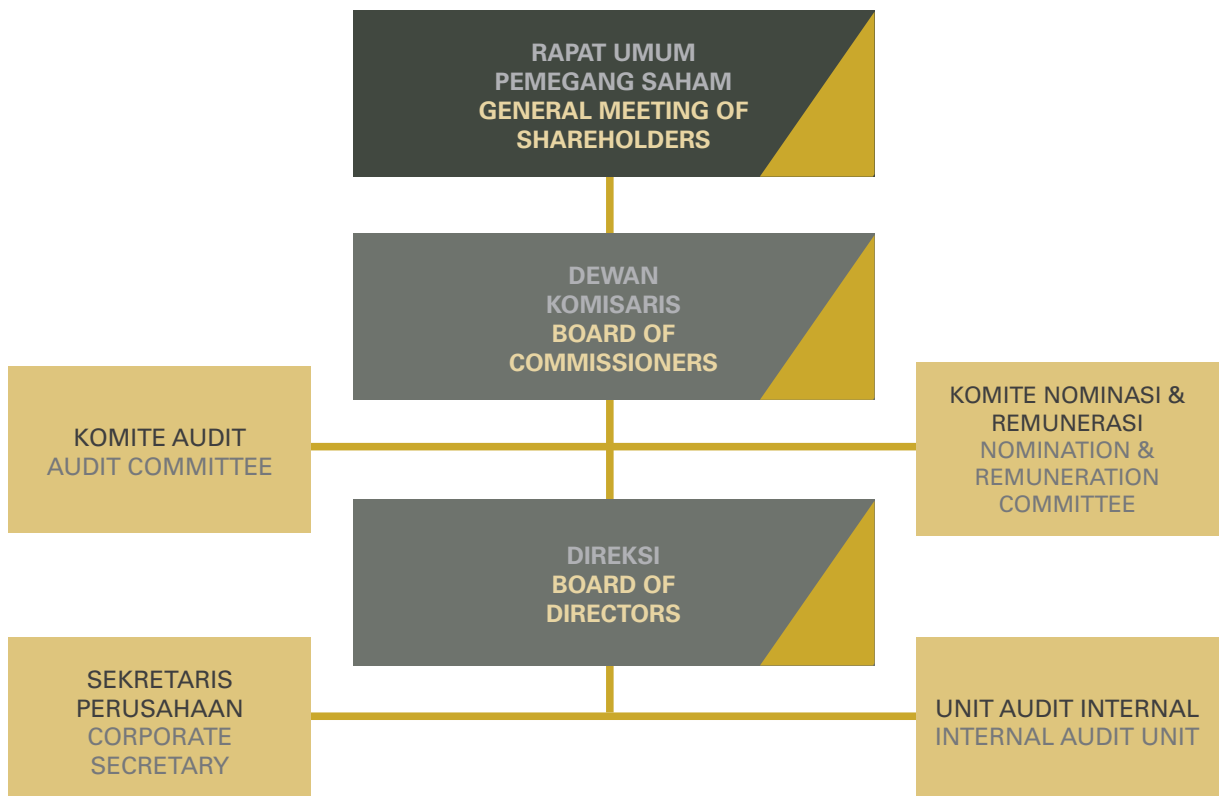 RAPAT UMUM
PEMEGANG SAHAM
GENERAL MEETING OF
SHAREHOLDERS
DEWAN
KOMISARIS
BOARD OF
COMMISSIONERS
KOMITE AUDIT
AUDIT COMMITTEE
KOMITE NOMINASI &
REMUNERASI
NOMINATION &
REMUNERATION
COMMITTEE
DIREKSI
BOARD OF
DIRECTORS
SEKRETARIS
PERUSAHAAN
CORPORATE
SECRETARY
UNIT AUDIT INTERNAL
INTERNAL AUDIT UNIT